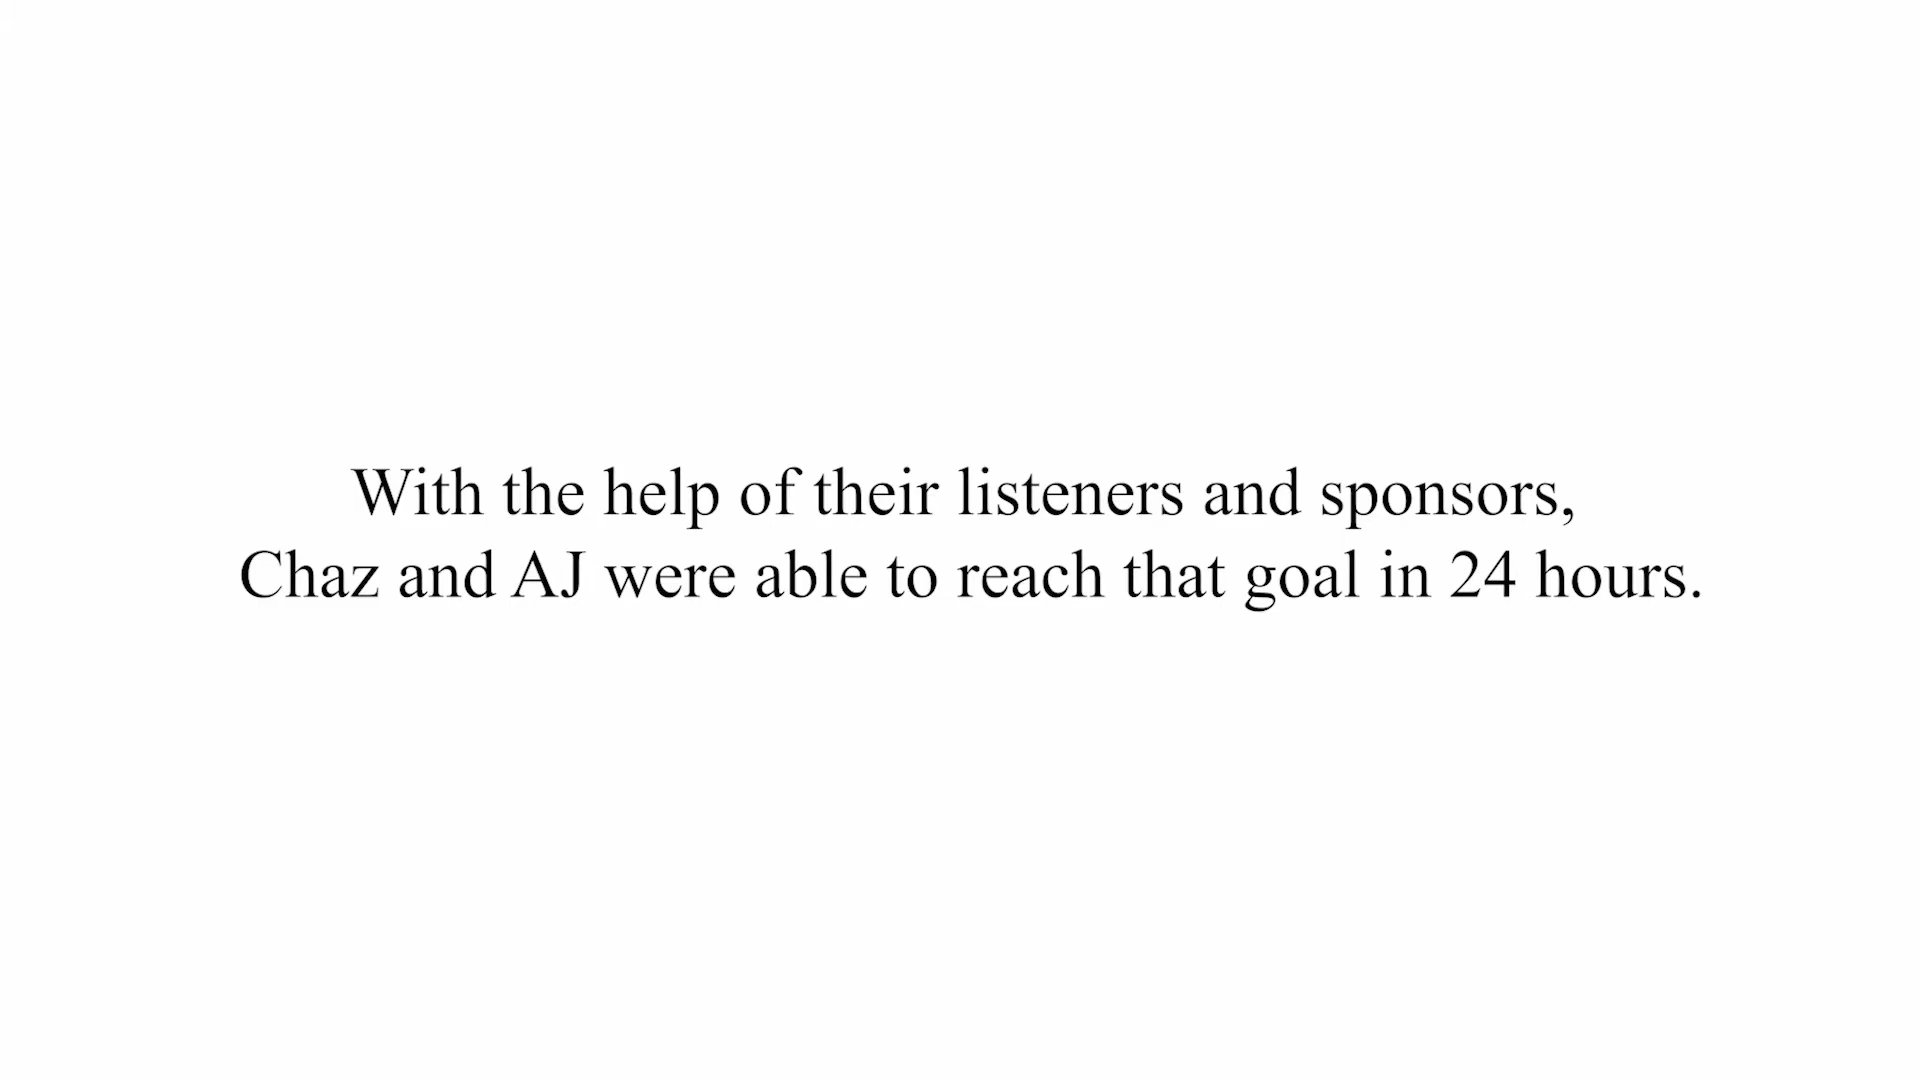 With the help of their listeners and sponsors,
Chaz and AJ were able to reach that goal in 24 hours.